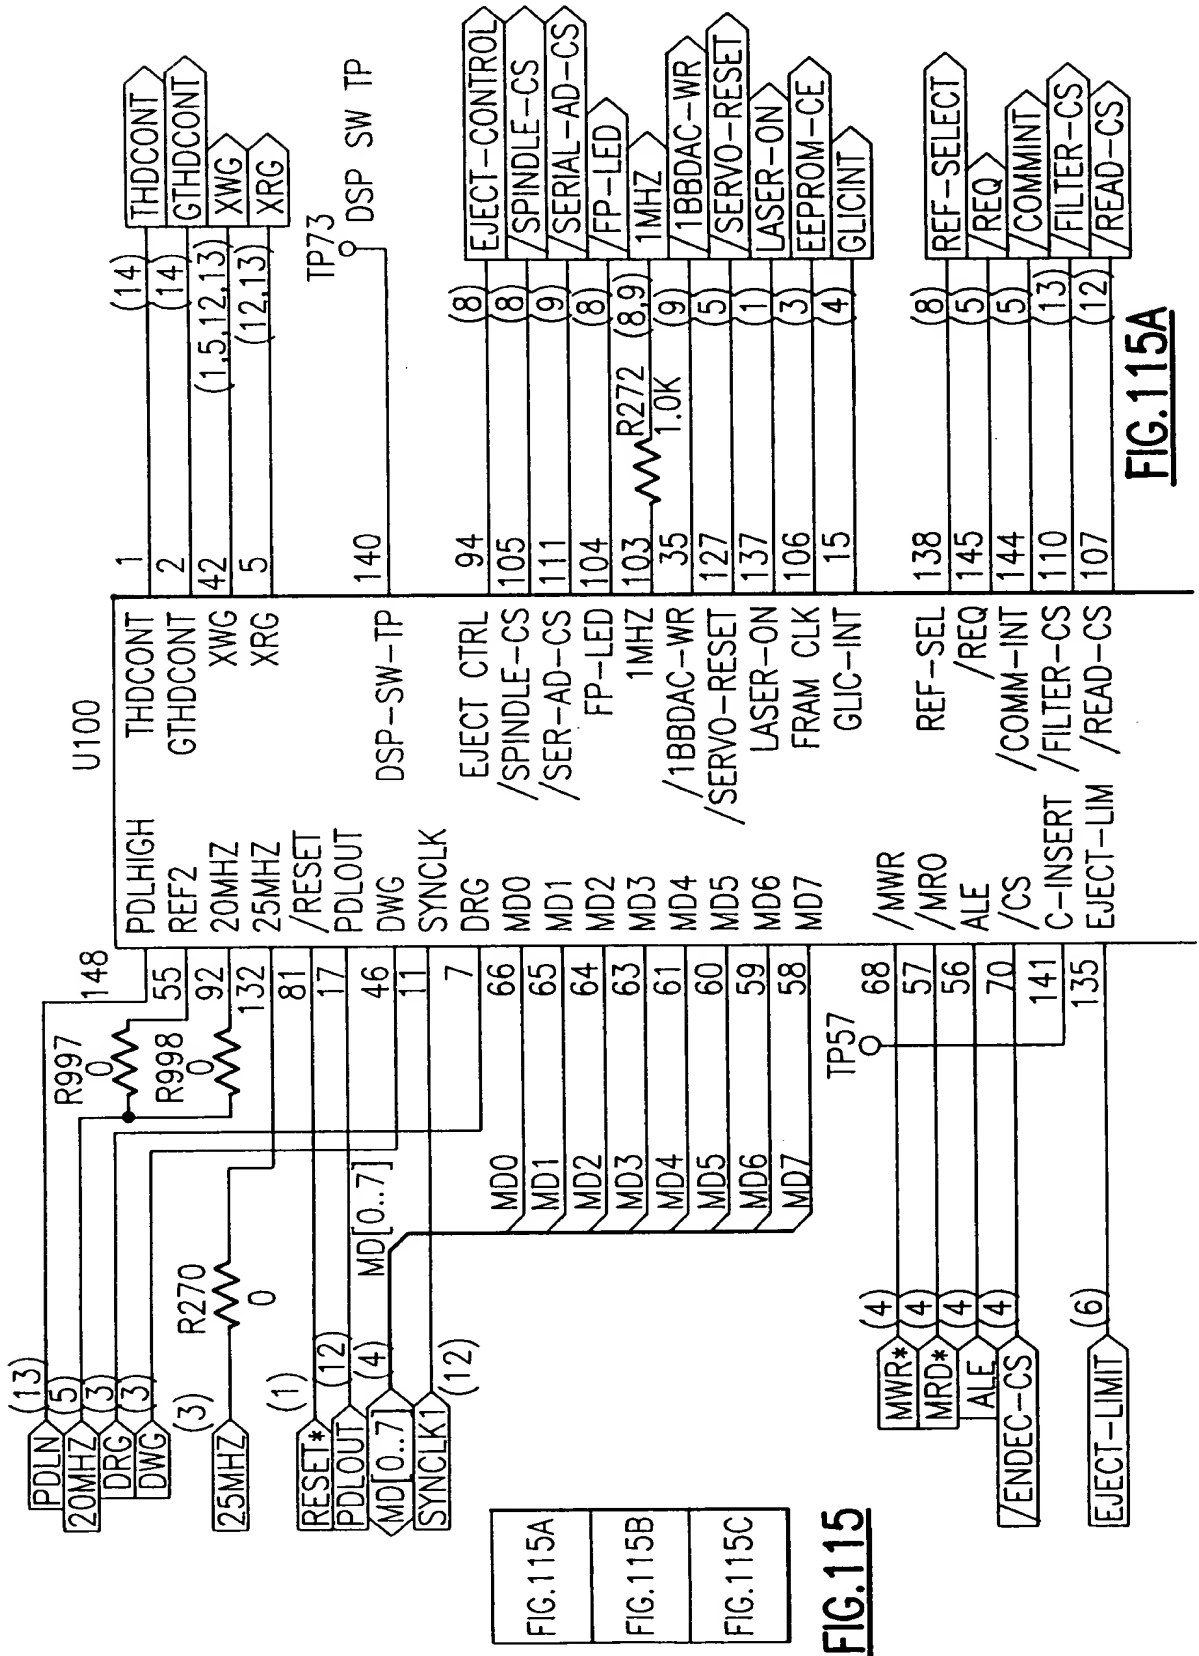 PDLN
(13)
20MHZ
(5)
DRG
(3)
DWG
(3)
25MHZ
(3)
R270
0
R997
0
R998
0
RESET*
(1)
PDLOUT
(12)
MD[0..7]
(4)
MD[0..7]
SYNCLK1
(12)
MD0
MD1
MD2
MD3
MD4
MD5
MD6
MD7
TP57
MWR*
(4)
MRD*
(4)
ALE
(4)
/ENDEC-CS
(4)
EJECT-LIMIT
(6)
148
55
92
132
81
17
46
11
7
66
65
64
63
61
60
59
58
68
57
56
70
141
135
U100
PDLHIGH
REF2
20MHZ
25MHZ
/RESET
PDLOUT
DWG
SYNCLK
DRG
MD0
MD1
MD2
MD3
MD4
MD5
MD6
MD7
/MWR
/MRO
ALE
/CS
C-INSERT
EJECT-LIM
THDCONT
GTHDCONT
XWG
XRG
DSP-SW-TP
EJECT CTRL
/SPINDLE-CS
/SER-AD-CS
FP-LED
1MHZ
/1BBDAC-WR
/SERVO-RESET
LASER-ON
FRAM CLK
GLIC-INT
REF-SEL
/REQ
/COMM-INT
/FILTER-CS
/READ-CS
1
2
42
5
140
94
105
111
104
103
35
127
137
106
15
138
145
144
110
107
(14)
THDCONT
(14)
GTHDCONT
(1,5,12,13)
XWG
(12,13)
XRG
TP73
DSP SW TP
(8)
EJECT-CONTROL
(8)
/SPINDLE-CS
(9)
/SERIAL-AD-CS
(8)
/FP-LED
R272
1.0K
(8,9)
1MHZ
(9)
/1BBDAC-WR
(5)
/SERVO-RESET
(1)
LASER-ON
(3)
EEPROM-CE
(4)
GLICINT
(8)
REF-SELECT
(5)
/REQ
(5)
/COMMINT
(13)
/FILTER-CS
(12)
/READ-CS
FIG.115A
FIG.115A
FIG.115B
FIG.115C
FIG.115